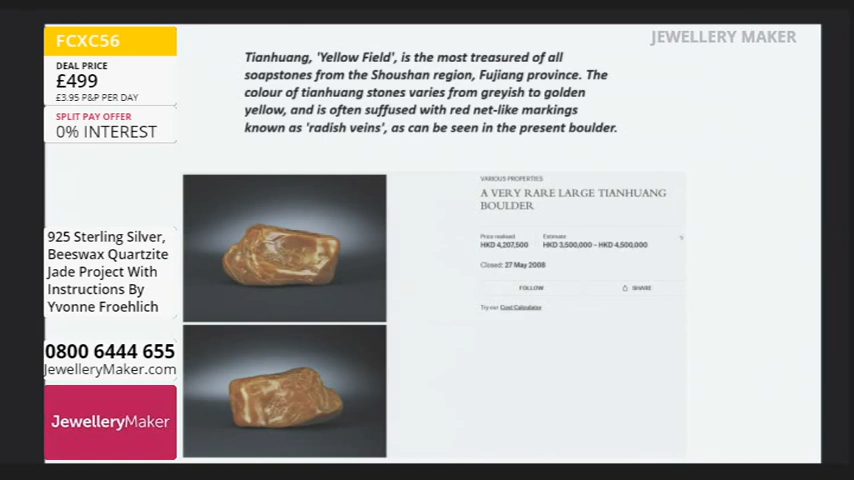 FCXC56
DEAL PRICE
£499
£3.95 P&P PER DAY
SPLIT PAY OFFER
0% INTEREST
925 Sterling Silver,
Beeswax Quartzite
Jade Project With
Instructions By
Yvonne Froehlich
0800 6444 655
JewelleryMaker.com
JewelleryMaker
JEWELLERY MAKER
Tianhuang, 'Yellow Field', is the most treasured of all
soapstones from the Shoushan region, Fujiang province. The
colour of tianhuang stones varies from greyish to golden
yellow, and is often suffused with red net-like markings
known as 'radish veins', as can be seen in the present boulder.
VARIOUS PROPERTIES
A VERY RARE LARGE TIANHUANG
BOULDER
Price realised Estimate
HKD 4,207,500 HKD 3,500,000 - HKD 4,500,000
Closed: 27 May 2008
FOLLOW SHARE
Try our Cost Calculator